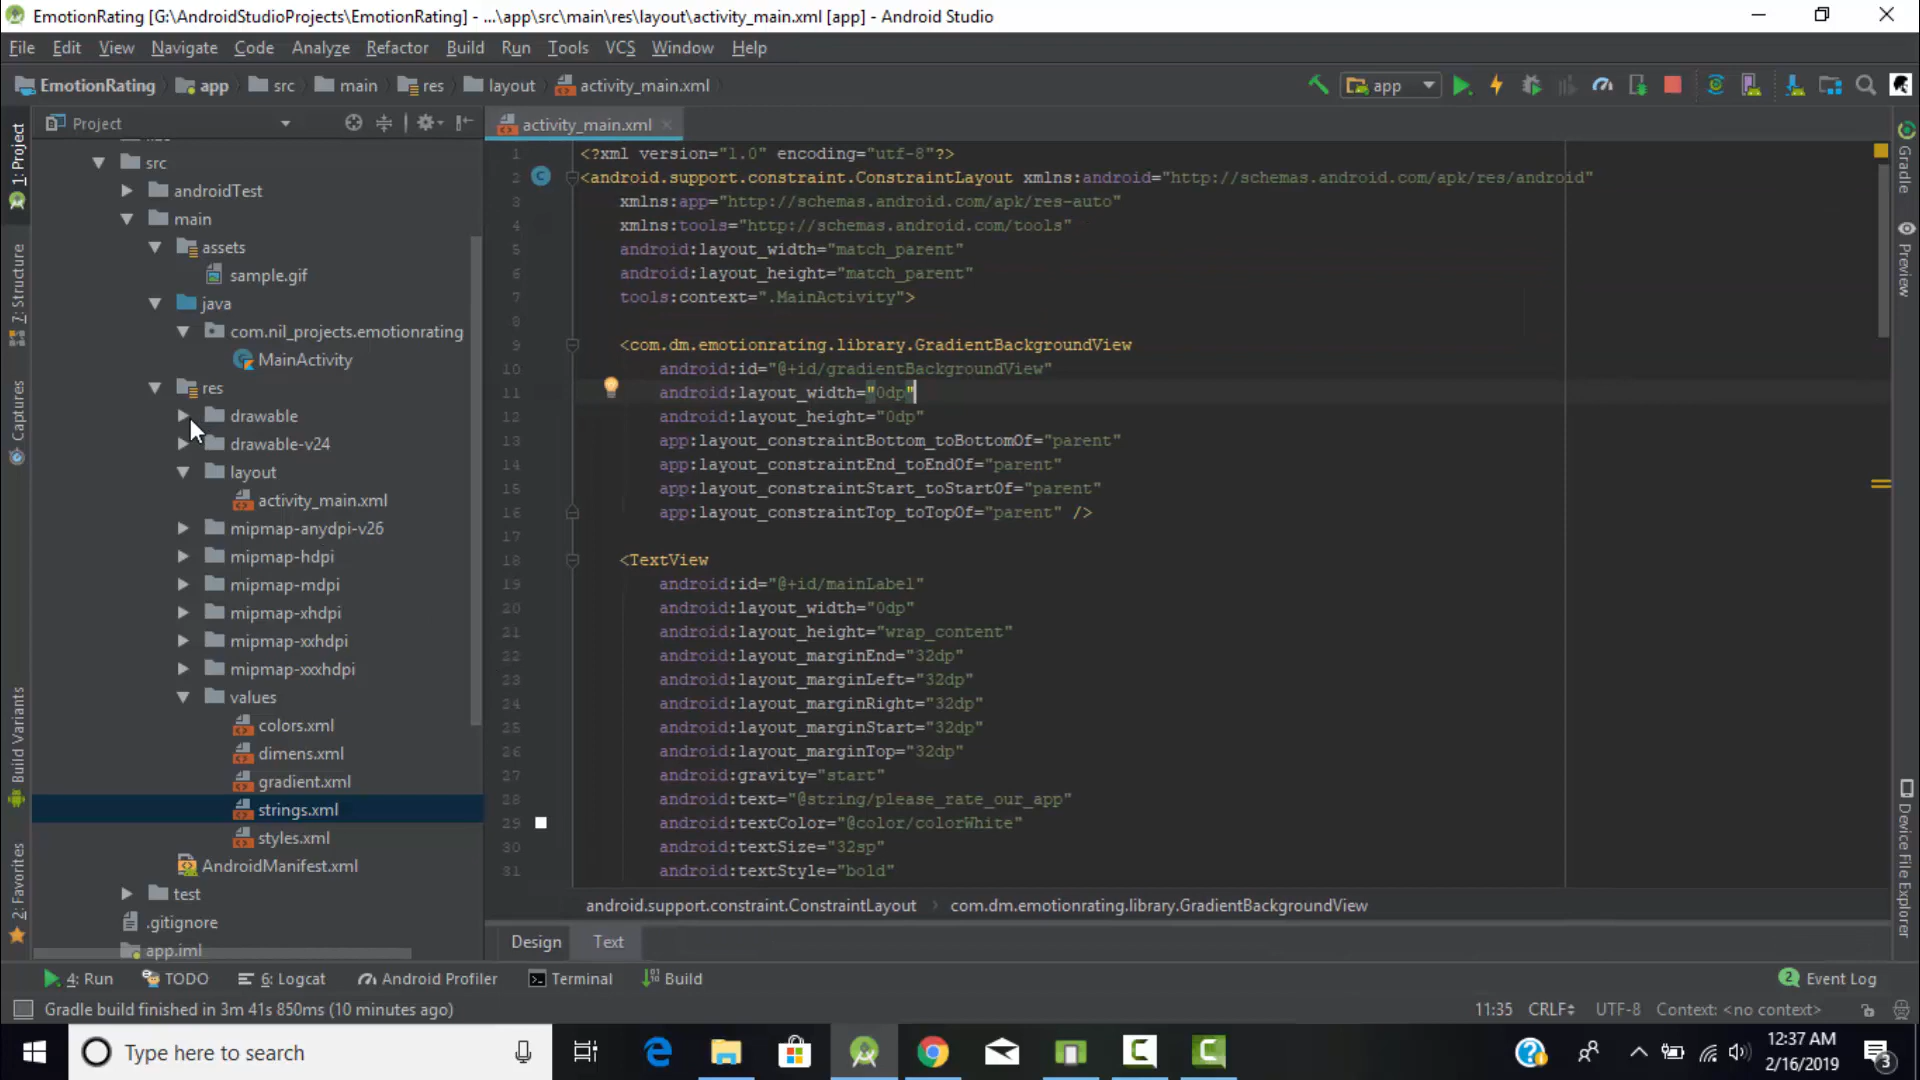 EmotionRating [G:\AndroidStudioProjects\EmotionRating] - ...\app\src\main\res\layout\activity_main.xml [app] - Android Studio
File Edit View Navigate Code Analyze Refactor Build Run Tools VCS Window Help
EmotionRating app src main res layout activity_main.xml app
Project
activity_main.xml
1: Project
7: Structure
Captures
Build Variants
2: Favorites
src
androidTest
main
assets
sample.gif
java
com.nil_projects.emotionrating
MainActivity
res
drawable
drawable-v24
layout
activity_main.xml
mipmap-anydpi-v26
mipmap-hdpi
mipmap-mdpi
mipmap-xhdpi
mipmap-xxhdpi
mipmap-xxxhdpi
values
colors.xml
dimens.xml
gradient.xml
strings.xml
styles.xml
AndroidManifest.xml
test
.gitignore
app.iml
1 <?xml version="1.0" encoding="utf-8"?>
2 <android.support.constraint.ConstraintLayout xmlns:android="http://schemas.android.com/apk/res/android"
3 xmlns:app="http://schemas.android.com/apk/res-auto"
4 xmlns:tools="http://schemas.android.com/tools"
5 android:layout_width="match_parent"
6 android:layout_height="match_parent"
7 tools:context=".MainActivity">
8
9 <com.dm.emotionrating.library.GradientBackgroundView
10 android:id="@+id/gradientBackgroundView"
11 android:layout_width="0dp"
12 android:layout_height="0dp"
13 app:layout_constraintBottom_toBottomOf="parent"
14 app:layout_constraintEnd_toEndOf="parent"
15 app:layout_constraintStart_toStartOf="parent"
16 app:layout_constraintTop_toTopOf="parent" />
17
18 <TextView
19 android:id="@+id/mainLabel"
20 android:layout_width="0dp"
21 android:layout_height="wrap_content"
22 android:layout_marginEnd="32dp"
23 android:layout_marginLeft="32dp"
24 android:layout_marginRight="32dp"
25 android:layout_marginStart="32dp"
26 android:layout_marginTop="32dp"
27 android:gravity="start"
28 android:text="@string/please_rate_our_app"
29 android:textColor="@color/colorWhite"
30 android:textSize="32sp"
31 android:textStyle="bold"
android.support.constraint.ConstraintLayout com.dm.emotionrating.library.GradientBackgroundView
Design Text
Gradle
Preview
Device File Explorer
4: Run TODO 6: Logcat Android Profiler Terminal Build 2 Event Log
Gradle build finished in 3m 41s 850ms (10 minutes ago) 11:35 CRLF UTF-8 Context: <no context>
Type here to search
12:37 AM
2/16/2019
3